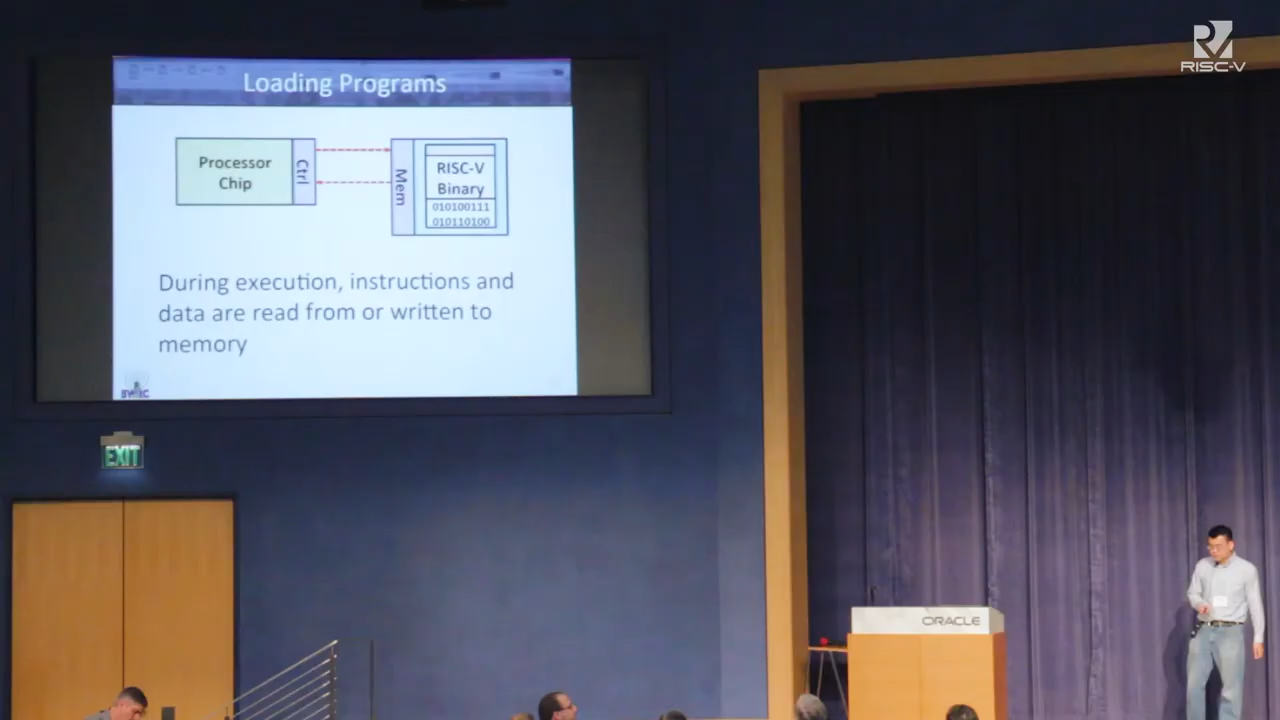 RISC-V
Loading Programs
Processor
Chip
Ctrl
Mem
RISC-V
Binary
010100111
010110100
During execution, instructions and
data are read from or written to
memory
EXIT
ORACLE